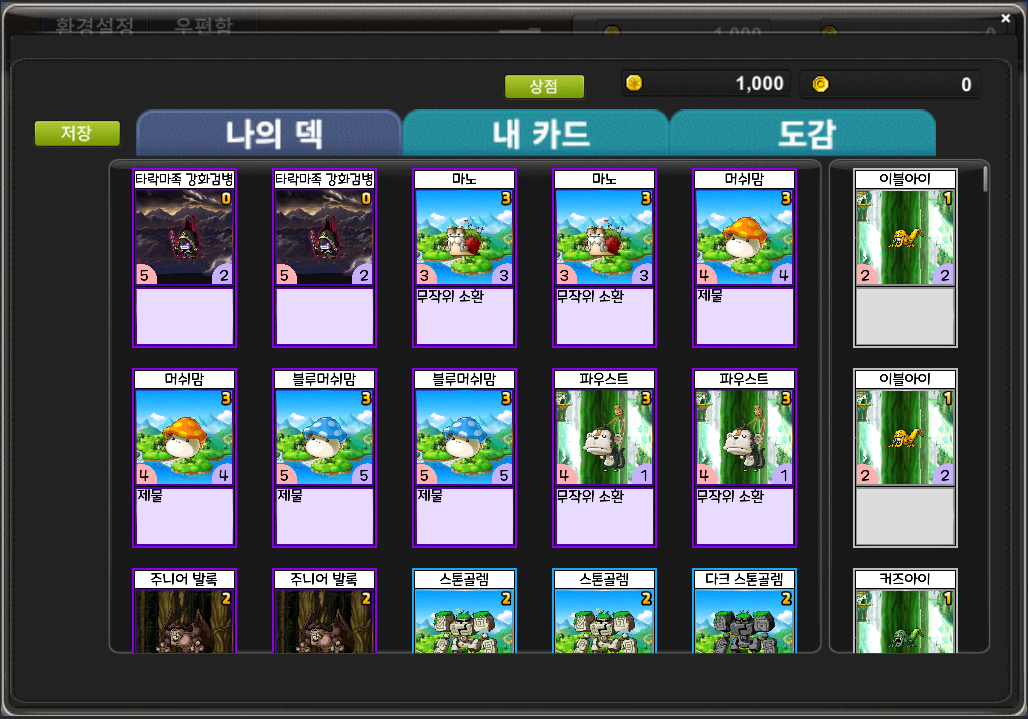 환경설정 우편함 1,000 0
상점 1,000 0
저장 나의 덱 내 카드 도감
타락마족 강화검병 타락마족 강화검병 마노 마노 머쉬맘 이블아이
0 0 3 3 3 1
5 2 5 2 3 3 3 3 4 4 2 2
무작위 소환 무작위 소환 제물
머쉬맘 블루머쉬맘 블루머쉬맘 파우스트 파우스트 이블아이
3 3 3 3 3 1
4 4 5 5 5 5 4 1 4 1 2 2
제물 제물 제물 무작위 소환 무작위 소환
주니어 발록 주니어 발록 스톤골렘 스톤골렘 다크 스톤골렘 커즈아이
2 2 2 2 2 1